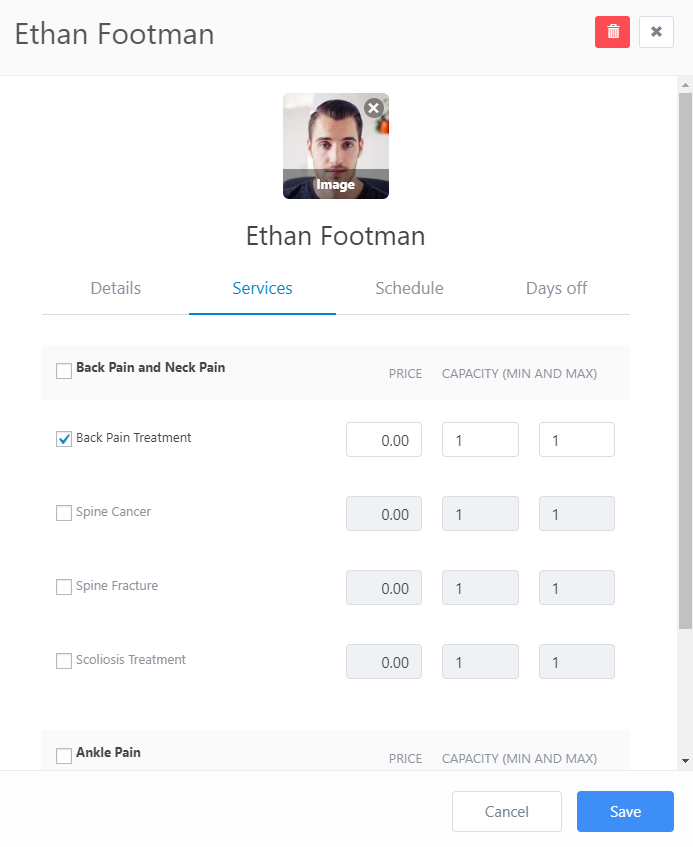 Ethan Footman
Image
Ethan Footman
Details Services Schedule Days off
Back Pain and Neck Pain PRICE CAPACITY (MIN AND MAX)
Back Pain Treatment 0.00 1 1
Spine Cancer 0.00 1 1
Spine Fracture 0.00 1 1
Scoliosis Treatment 0.00 1 1
Ankle Pain PRICE CAPACITY (MIN AND MAX)
Cancel Save